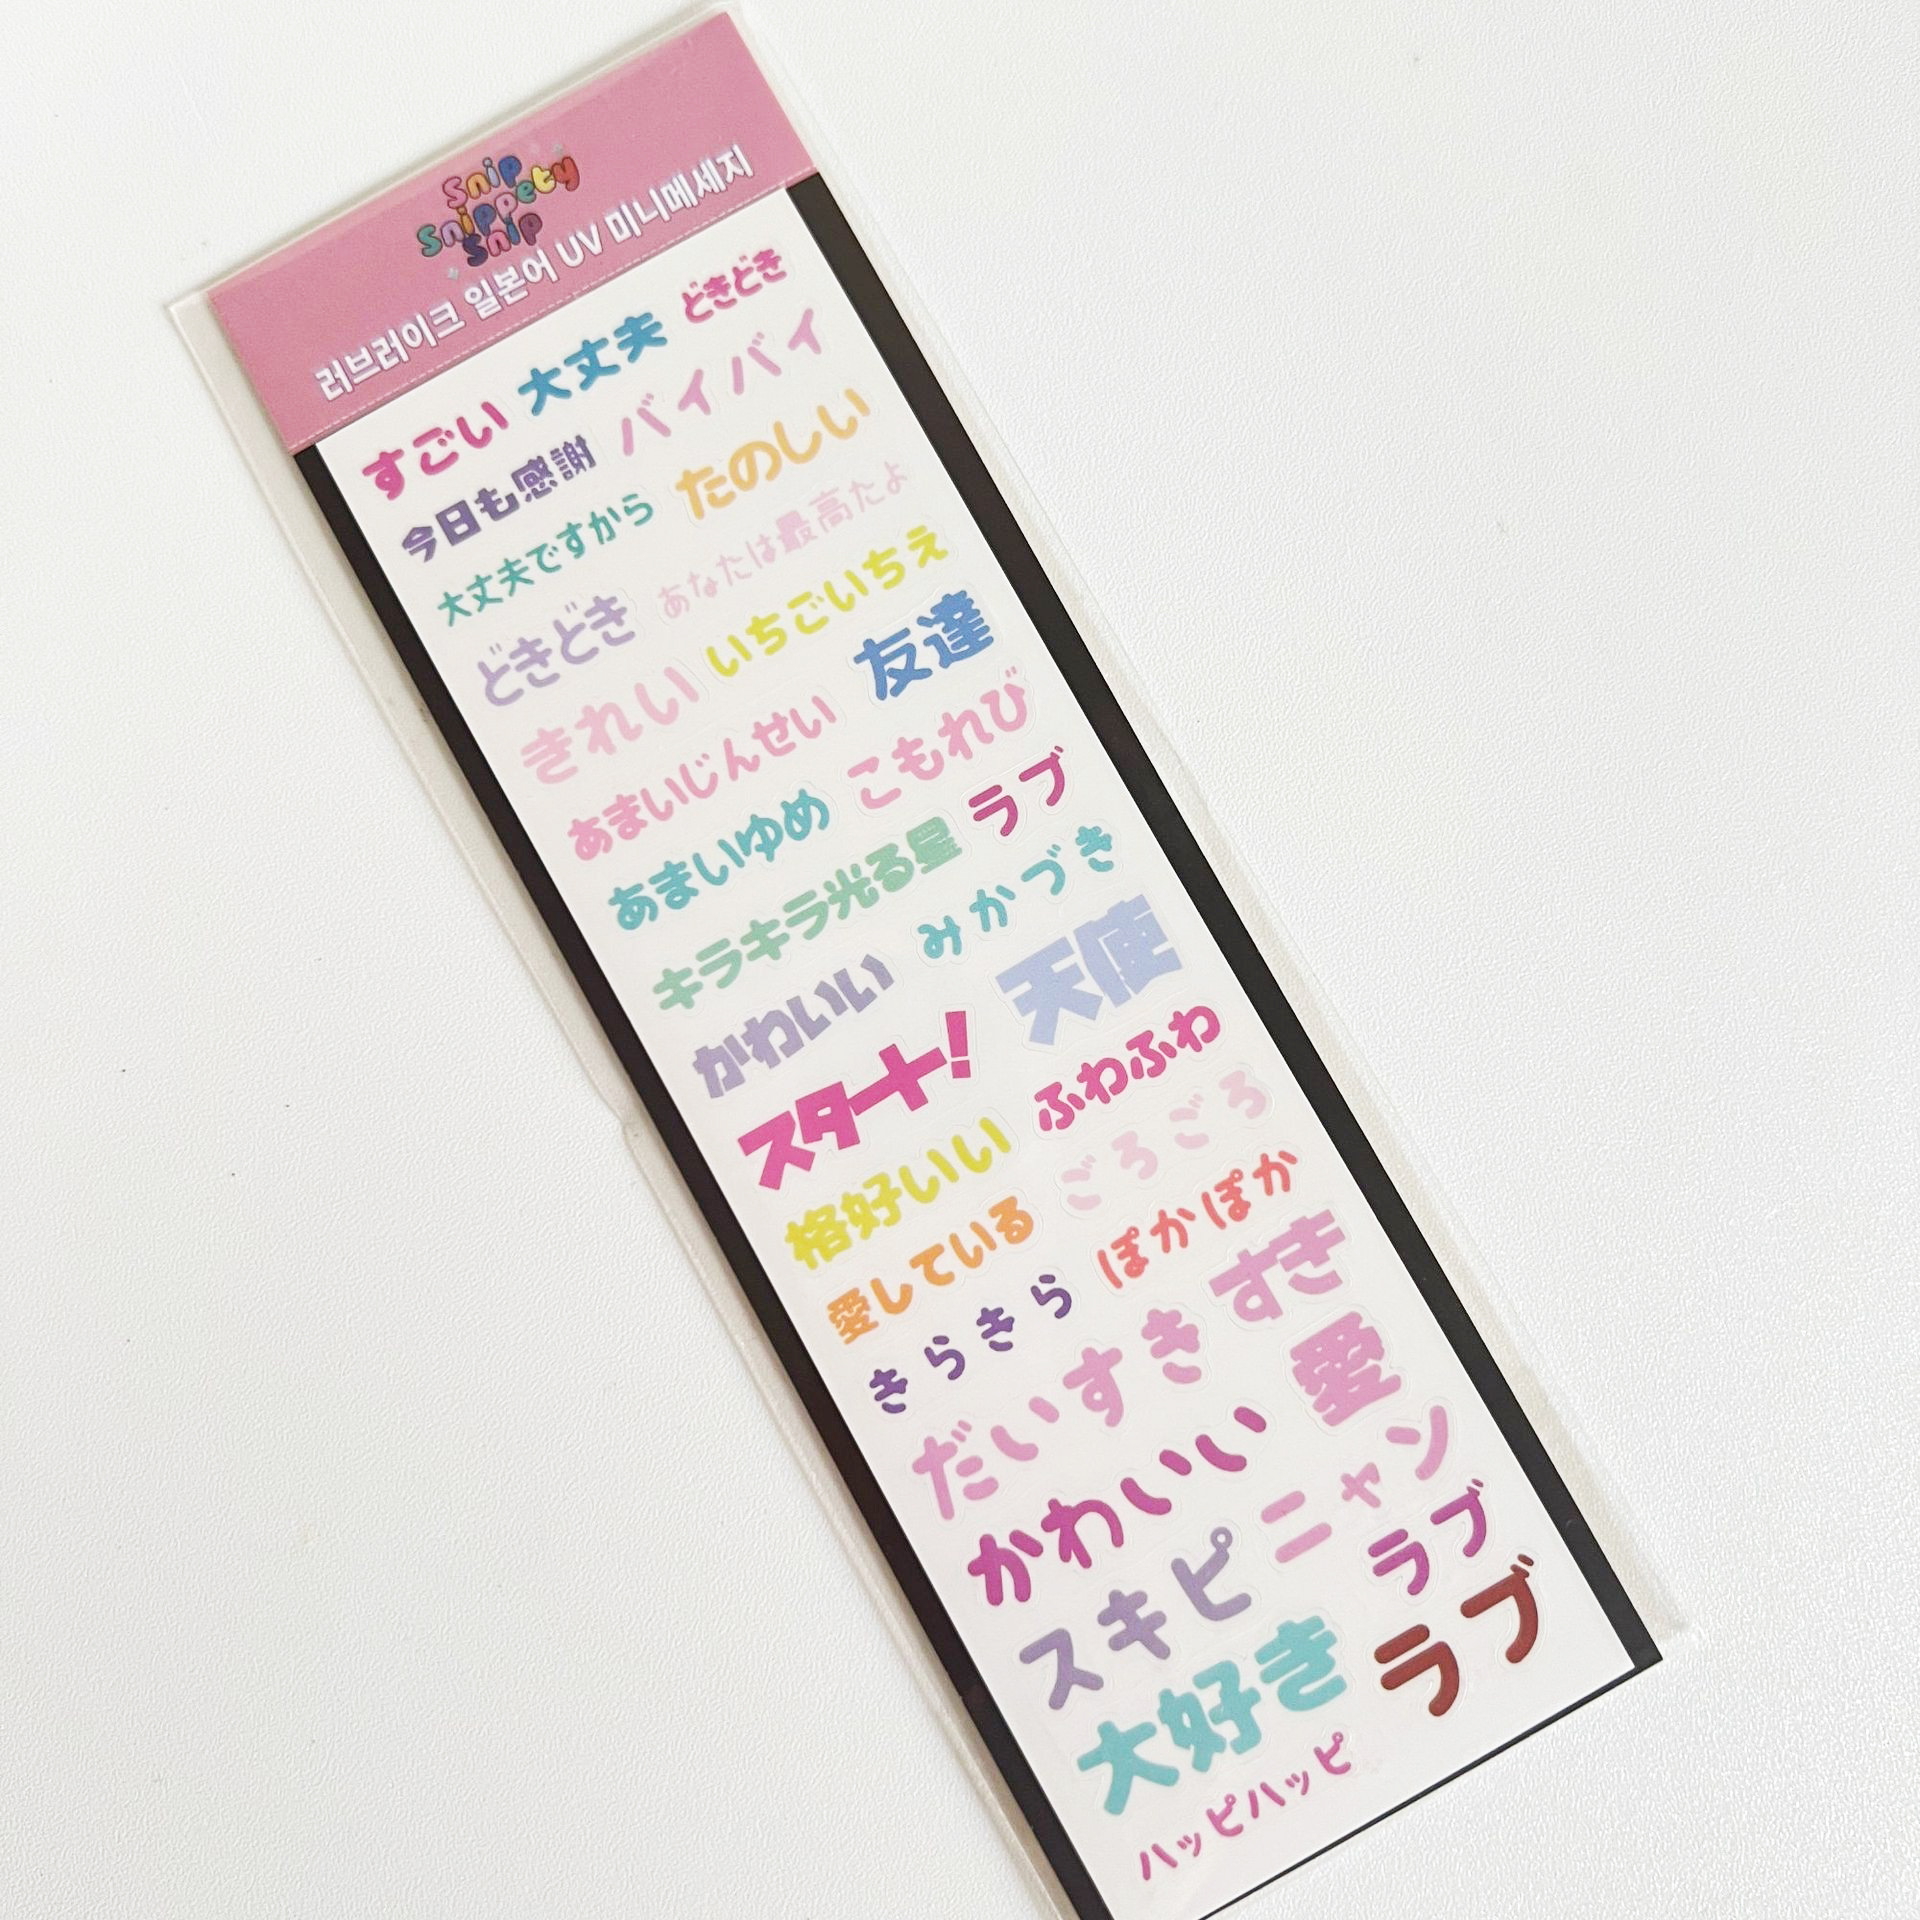 Snip
Snippety
Snip
러브러이크 일본어 UV 미니메세지
すごい 大丈夫 どきどき
今日も感謝 バイバイ
大丈夫ですから たのしい
どきどき あなたは最高たよ
きれい いちごいちえ
あまいじんせい 友達
あまいゆめ こもれび
キラキラ光る星 ラブ
かわいい みかづき
スタート! 天使
格好いい ふわふわ
愛している ごろごろ
きらきら ぽかぽか
だいすき すき
かわいい 愛
スキピ ニャン
大好き ラブ
ラブ
ハッピハッピ